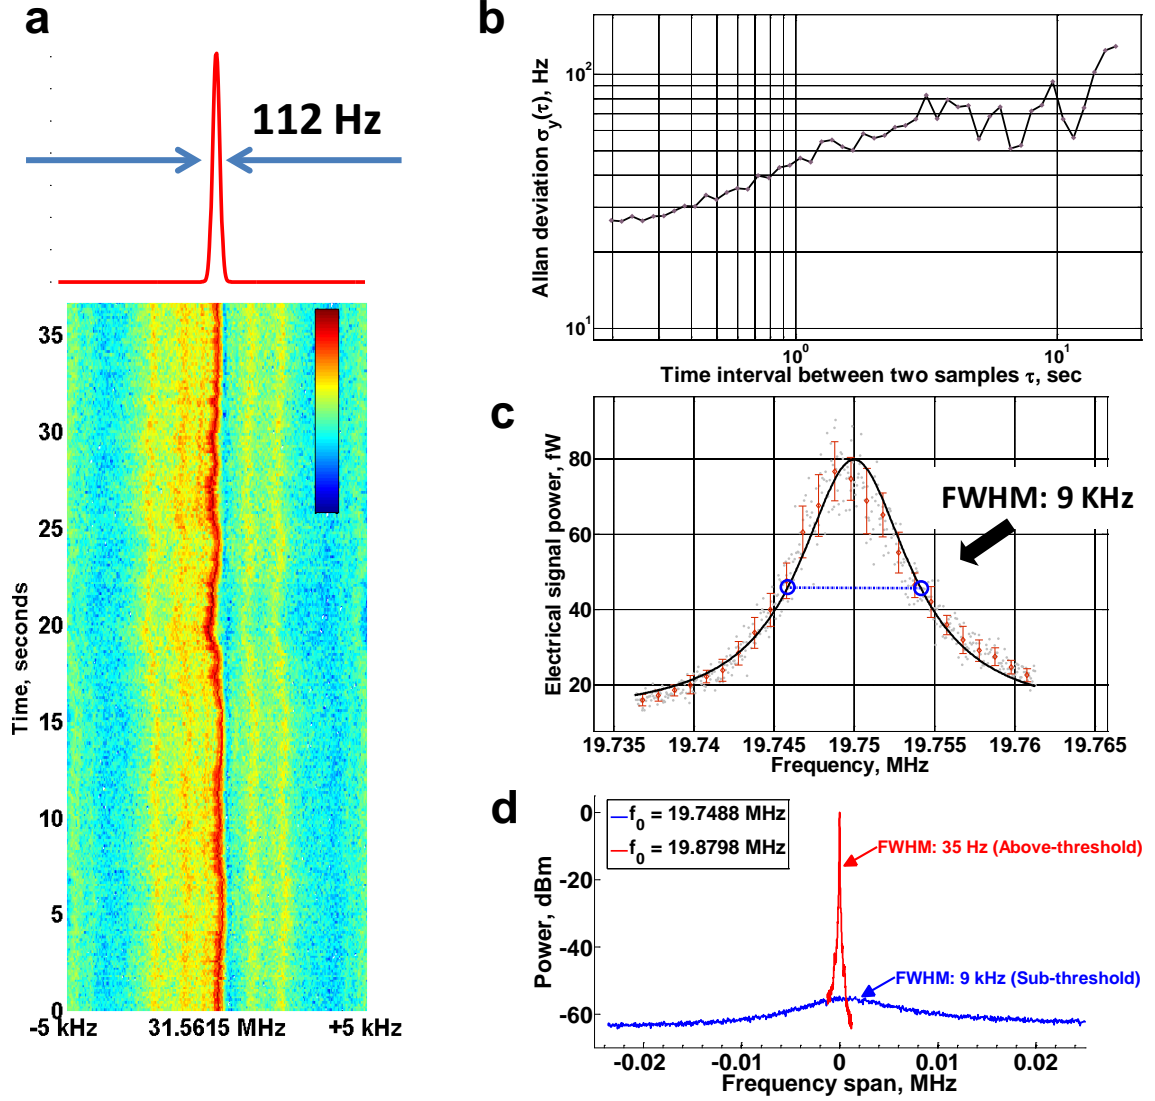 a
112 Hz
35
30
25
20
15
10
5
0
Time, seconds
-5 kHz 31.5615 MHz +5 kHz
b
Allan deviation σy(τ), Hz
10²
10¹
10⁰ 10¹
Time interval between two samples τ, sec
c
Electrical signal power, fW
80
60
40
20
FWHM: 9 KHz
19.735 19.74 19.745 19.75 19.755 19.76 19.765
Frequency, MHz
d
Power, dBm
0
-20
-40
-60
f0 = 19.7488 MHz
f0 = 19.8798 MHz
FWHM: 35 Hz (Above-threshold)
FWHM: 9 kHz (Sub-threshold)
-0.02 -0.01 0 0.01 0.02
Frequency span, MHz